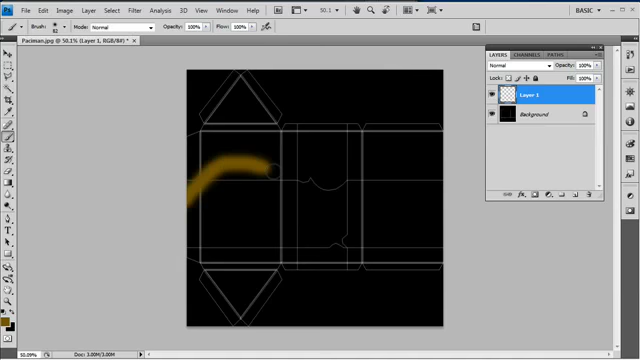 Ps File Edit Image Layer Select Filter Analysis 3D View Window Help 50.1 BASIC
Brush: 82 Mode: Normal Opacity: 100% Flow: 100%
Paciman.jpg @ 50.1% (Layer 1, RGB/8#) *
LAYERS CHANNELS PATHS
Normal Opacity: 100%
Lock: Fill: 100%
Layer 1
Background
50.09% Doc: 3.00M/3.00M